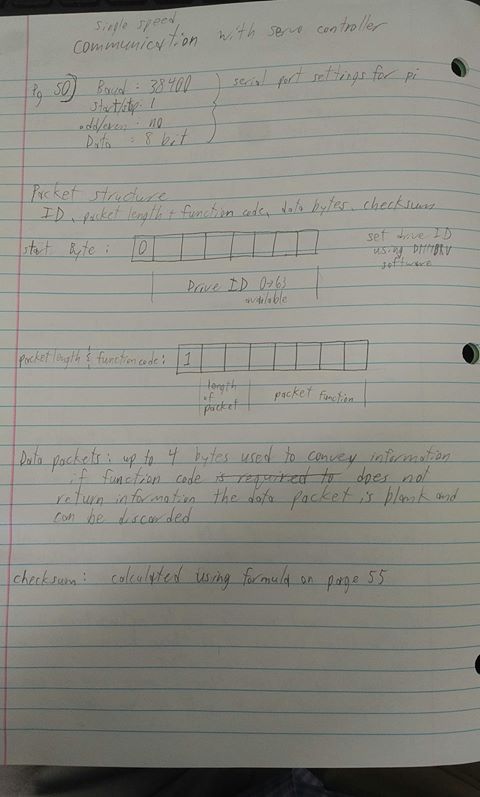 single speed
communication with servo controller
Pg 50) Baud : 38400 ) serial port settings for pi
start/stop: 1
odd/even : no
Data : 8 bit
Packet structure
ID, packet length + function code, data bytes, checksum
start Byte : 0
set drive ID
using
software
Drive ID 0→63
available
packet length & function code: 1
length
of
packet
packet function
Data packets: up to 4 bytes used to convey information
if function code is required to does not
return information the data packet is blank and
can be discarded
checksum: calculated using formula on page 55